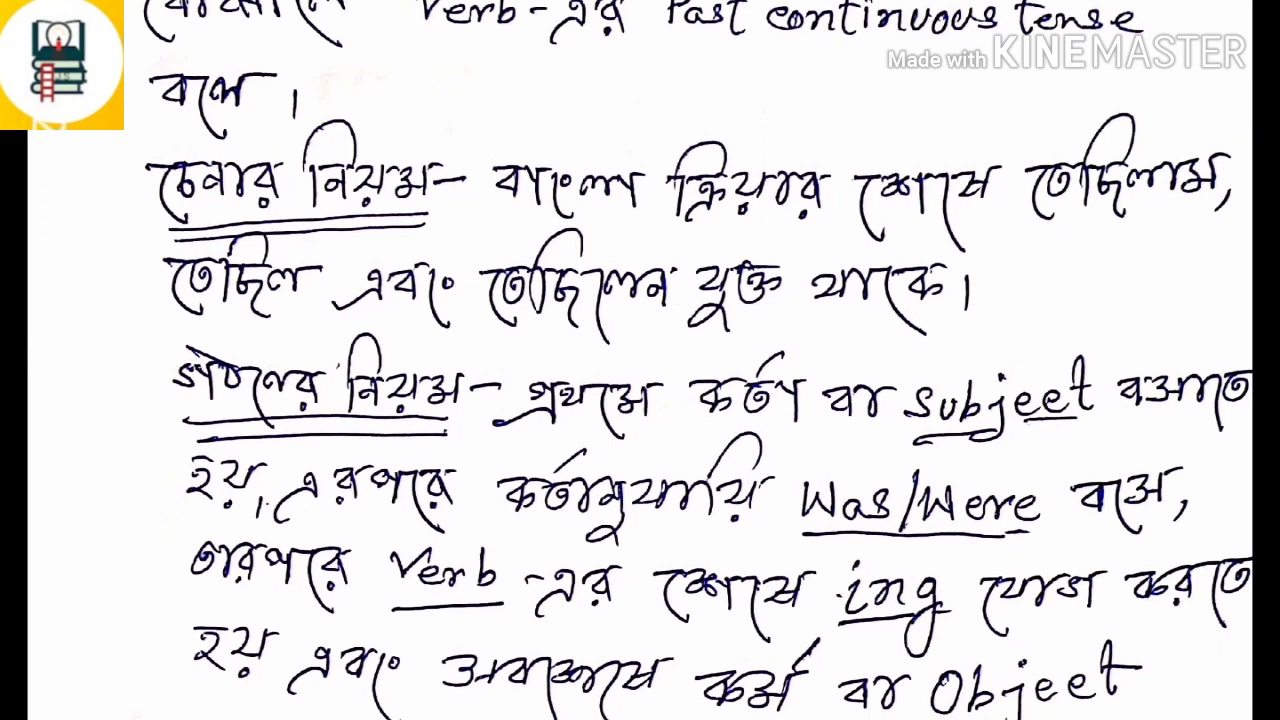 বোঝালে Verb-এর Past continuous tense
Made with KINEMASTER
বলে।
চেনার নিয়ম- বাংলা ক্রিয়ার শেষে তেছিলাম,
তেছিল এবং তেছিলেন যুক্ত থাকে।
গঠনের নিয়ম- প্রথমে কর্তা বা Subject বসাতে
হয়, এরপরে কর্তানুযায়ি Was/Were বসে,
তারপরে Verb-এর শেষে ing যোগ করতে
হয় এবং অবশেষে কর্ম বা Object